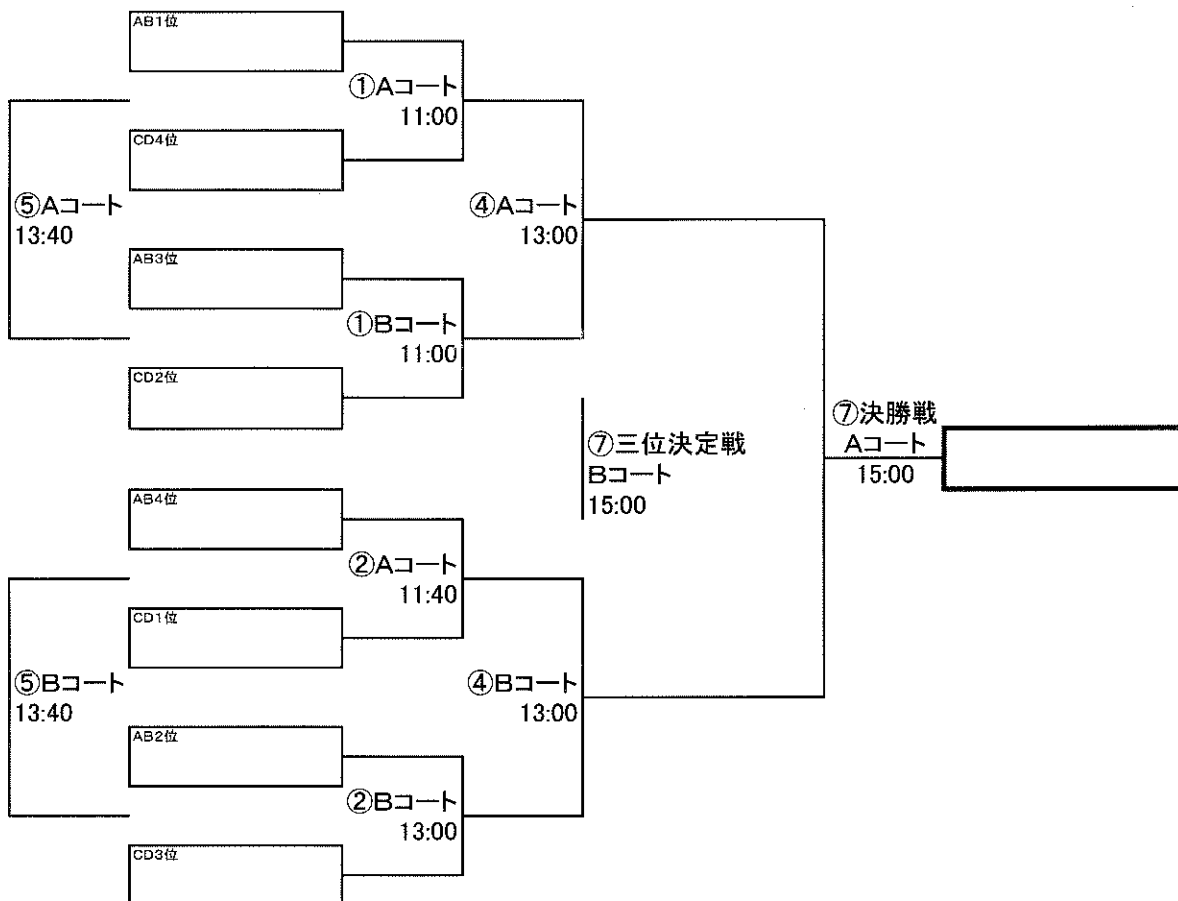 AB1位
①Aコート
11:00
CD4位
⑤Aコート
13:40
④Aコート
13:00
AB3位
①Bコート
11:00
CD2位
⑦三位決定戦
Bコート
15:00
⑦決勝戦
Aコート
15:00
AB4位
②Aコート
11:40
CD1位
⑤Bコート
13:40
④Bコート
13:00
AB2位
②Bコート
13:00
CD3位